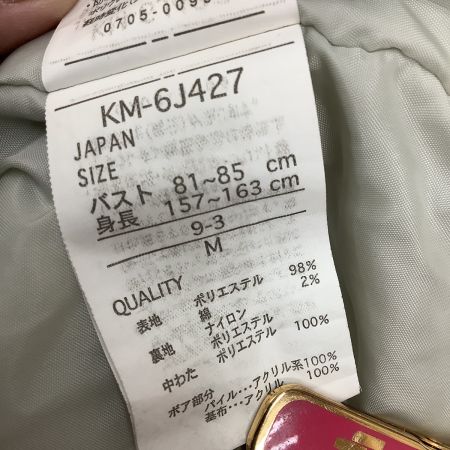 0705-009
KM-6J427
JAPAN
SIZE
バスト 81~85 cm
身長 157~163 cm
9-3
M
QUALITY
表地 ポリエステル 98%
綿 2%
裏地 ナイロン
ポリエステル 100%
中わた ポリエステル
ボア部分 パイル･･･アクリル系100%
基布･･･アクリル 100%